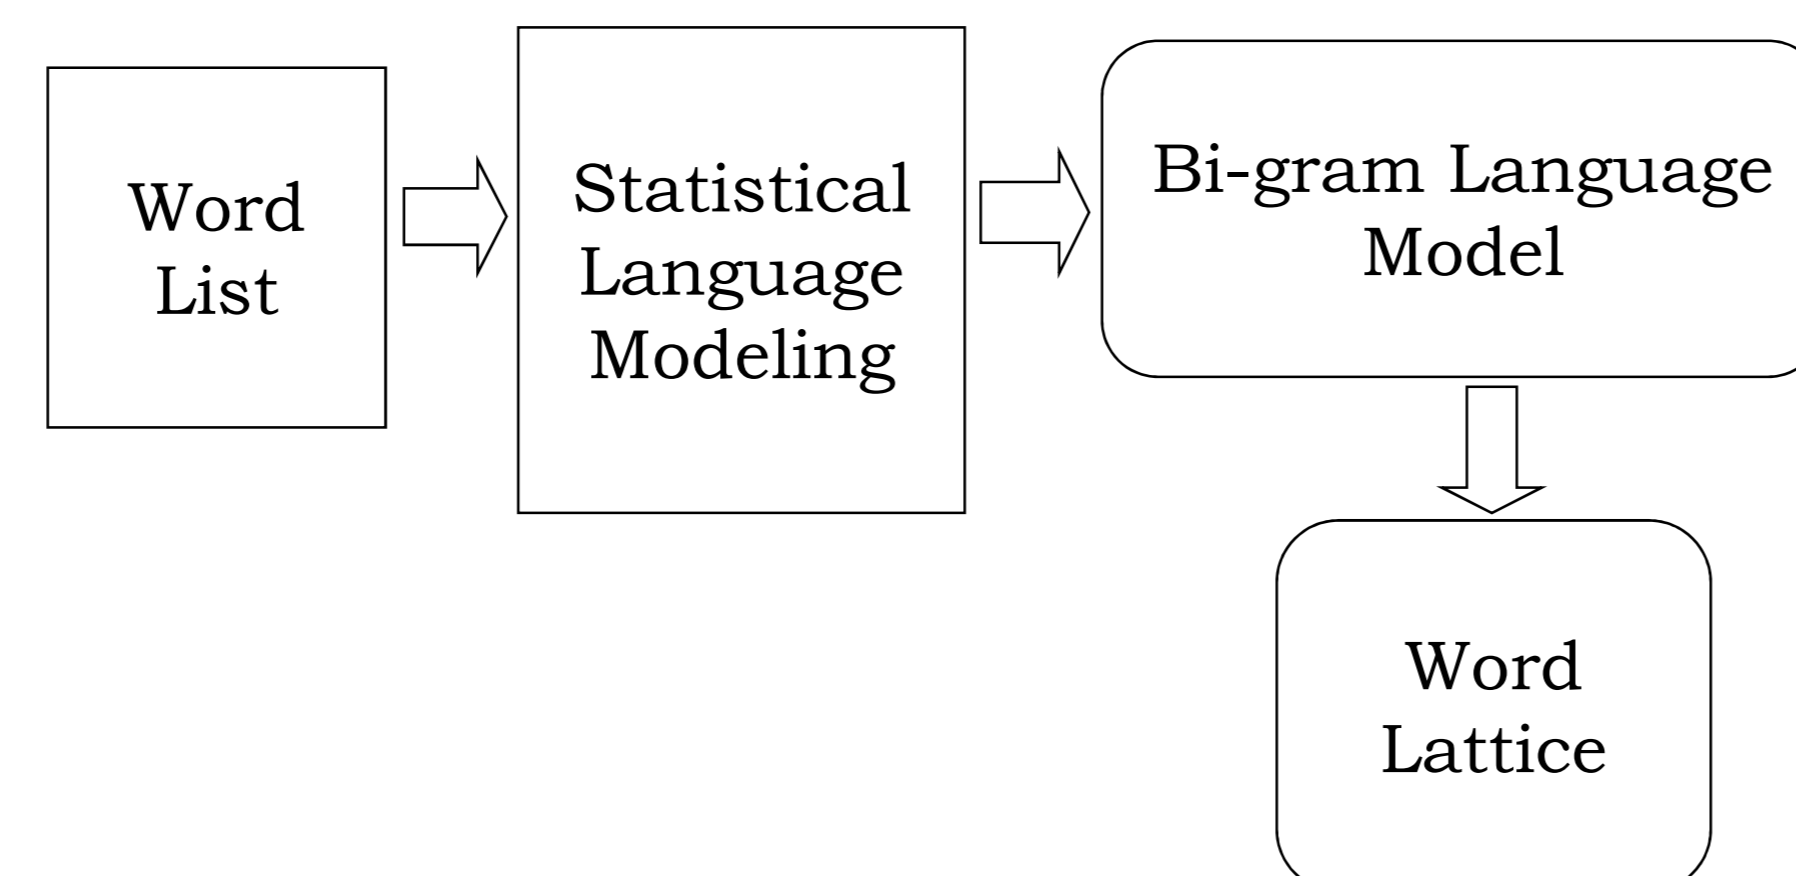 Word
List
Statistical
Language
Modeling
Bi-gram Language
Model
Word
Lattice